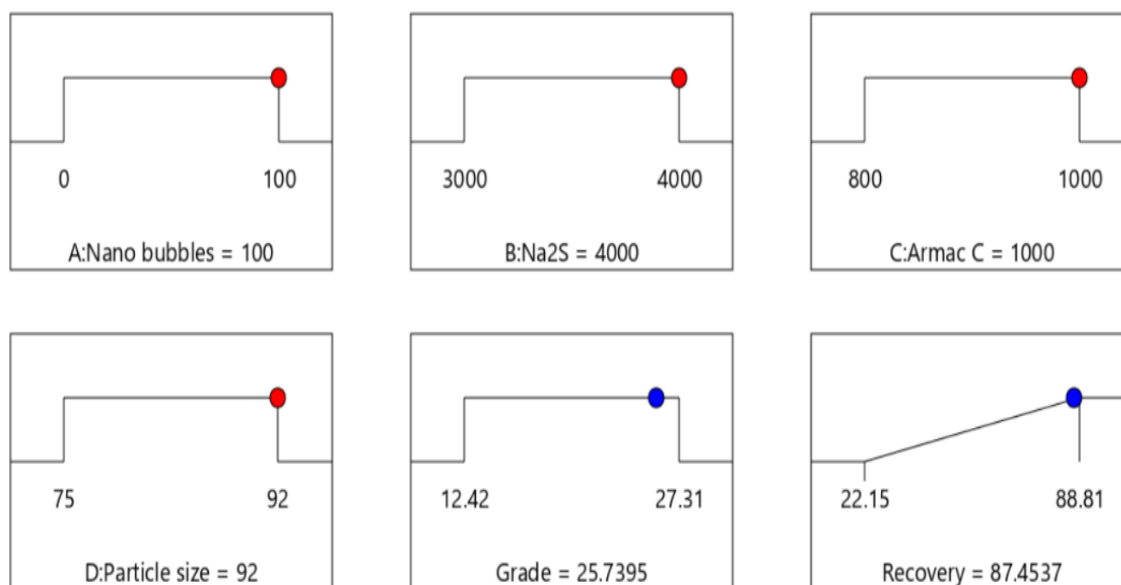 0 100
A:Nano bubbles = 100
3000 4000
B:Na2S = 4000
800 1000
C:Armac C = 1000
75 92
D:Particle size = 92
12.42 27.31
Grade = 25.7395
22.15 88.81
Recovery = 87.4537